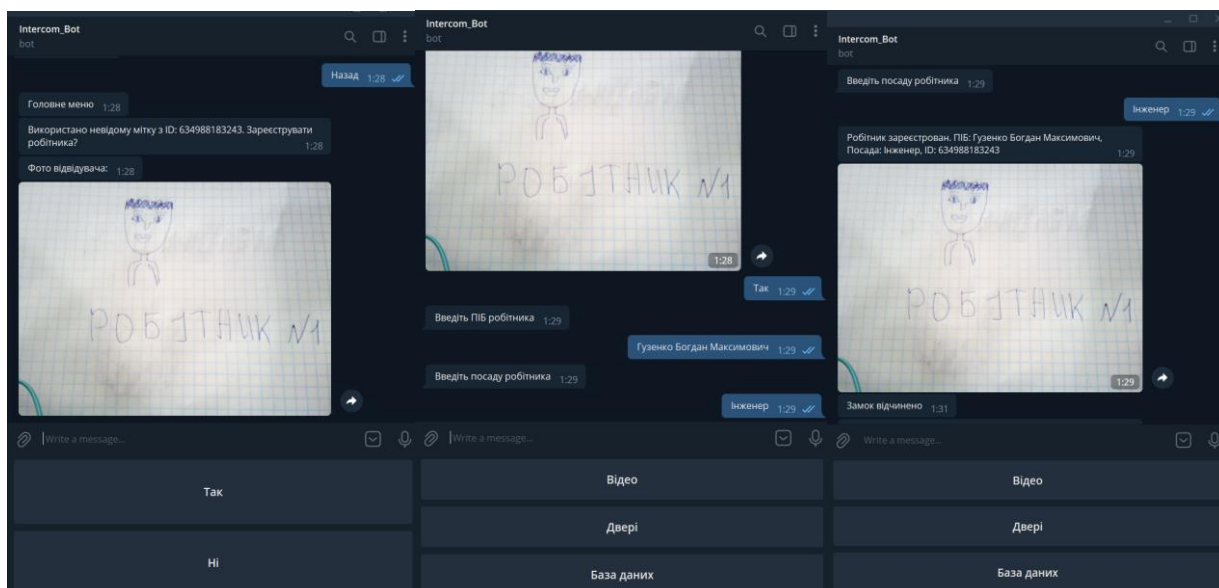 Intercom_Bot
bot
Назад 1:28
Головне меню 1:28
Використано невідому мітку з ID: 634988183243. Зареєструвати
робітника? 1:28
Фото відвідувача: 1:28
РОБІТНИК №1
Write a message...
Так
Ні
Intercom_Bot
bot
РОБІТНИК №1
1:28
Так 1:29
Введіть ПІБ робітника 1:29
Гузенко Богдан Максимович 1:29
Введіть посаду робітника 1:29
Інженер 1:29
Write a message...
Відео
Двері
База даних
Intercom_Bot
bot
Введіть посаду робітника 1:29
Інженер 1:29
Робітник зареєстрован. ПІБ: Гузенко Богдан Максимович,
Посада: Інженер, ID: 634988183243 1:29
РОБІТНИК №1
1:29
Замок відчинено 1:31
Write a message...
Відео
Двері
База даних